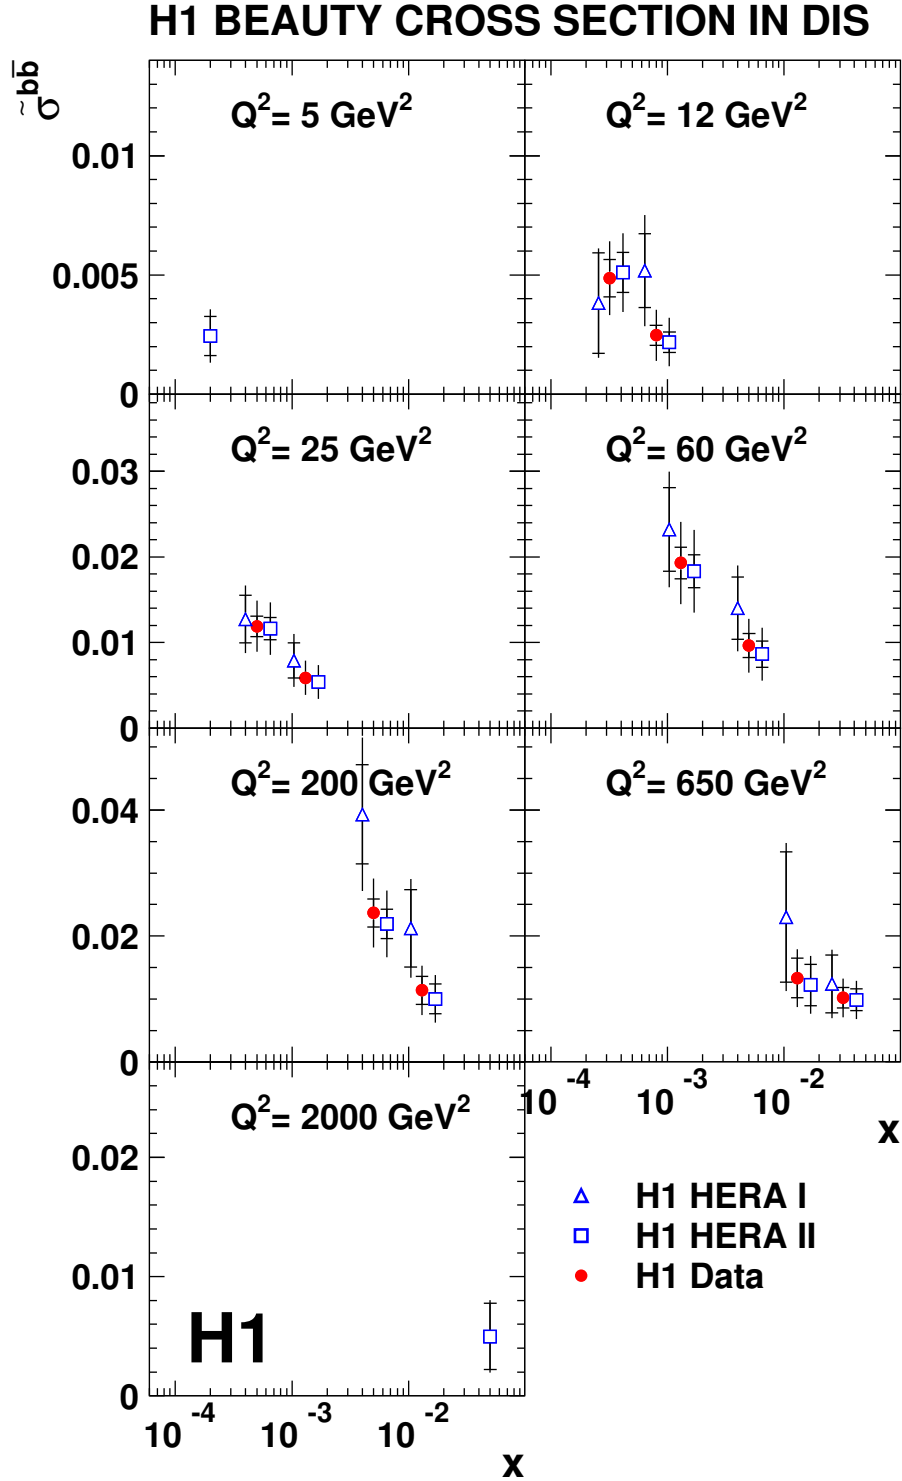 H1 BEAUTY CROSS SECTION IN DIS
σ̃^bb̄
Q²= 5 GeV²
Q²= 12 GeV²
0.01
0.005
0
Q²= 25 GeV²
Q²= 60 GeV²
0.03
0.02
0.01
0
Q²= 200 GeV²
Q²= 650 GeV²
0.04
0.02
0
10⁻⁴ 10⁻³ 10⁻²
x
Q²= 2000 GeV²
0.02
0.01
0
H1 HERA I
H1 HERA II
H1 Data
H1
10⁻⁴ 10⁻³ 10⁻²
x